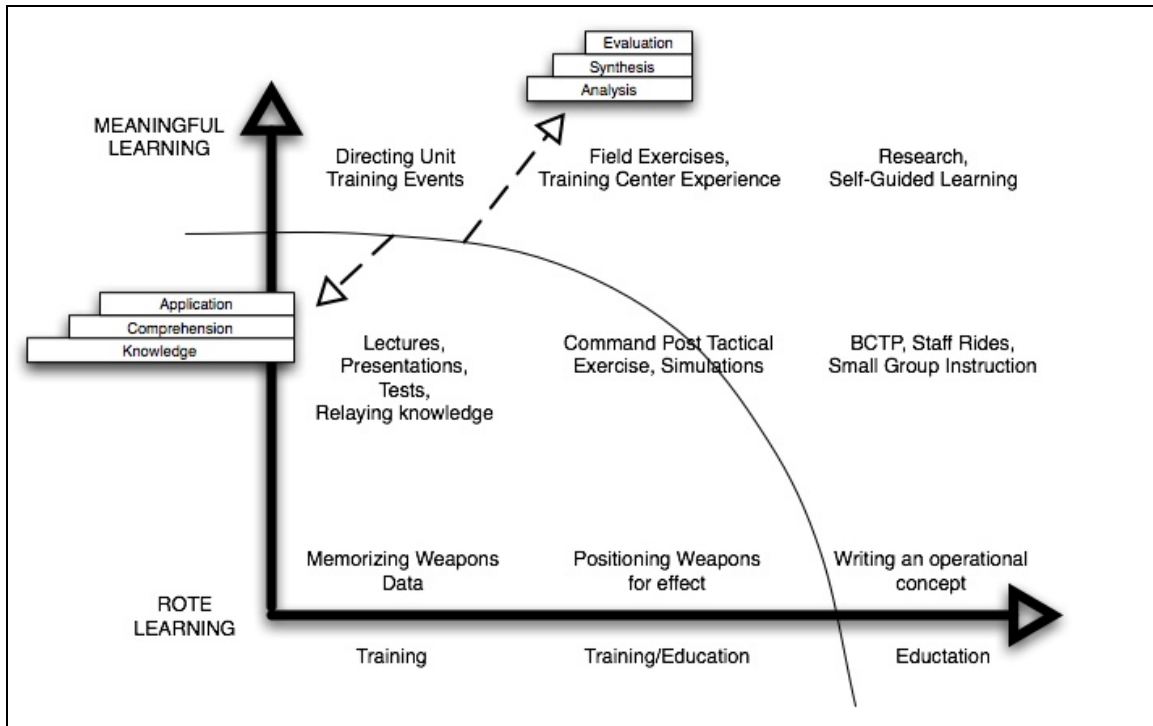 Evaluation
Synthesis
Analysis
MEANINGFUL
LEARNING
Directing Unit
Training Events
Field Exercises,
Training Center Experience
Research,
Self-Guided Learning
Application
Comprehension
Knowledge
Lectures,
Presentations,
Tests,
Relaying knowledge
Command Post Tactical
Exercise, Simulations
BCTP, Staff Rides,
Small Group Instruction
Memorizing Weapons
Data
Positioning Weapons
for effect
Writing an operational
concept
ROTE
LEARNING
Training
Training/Education
Eductation